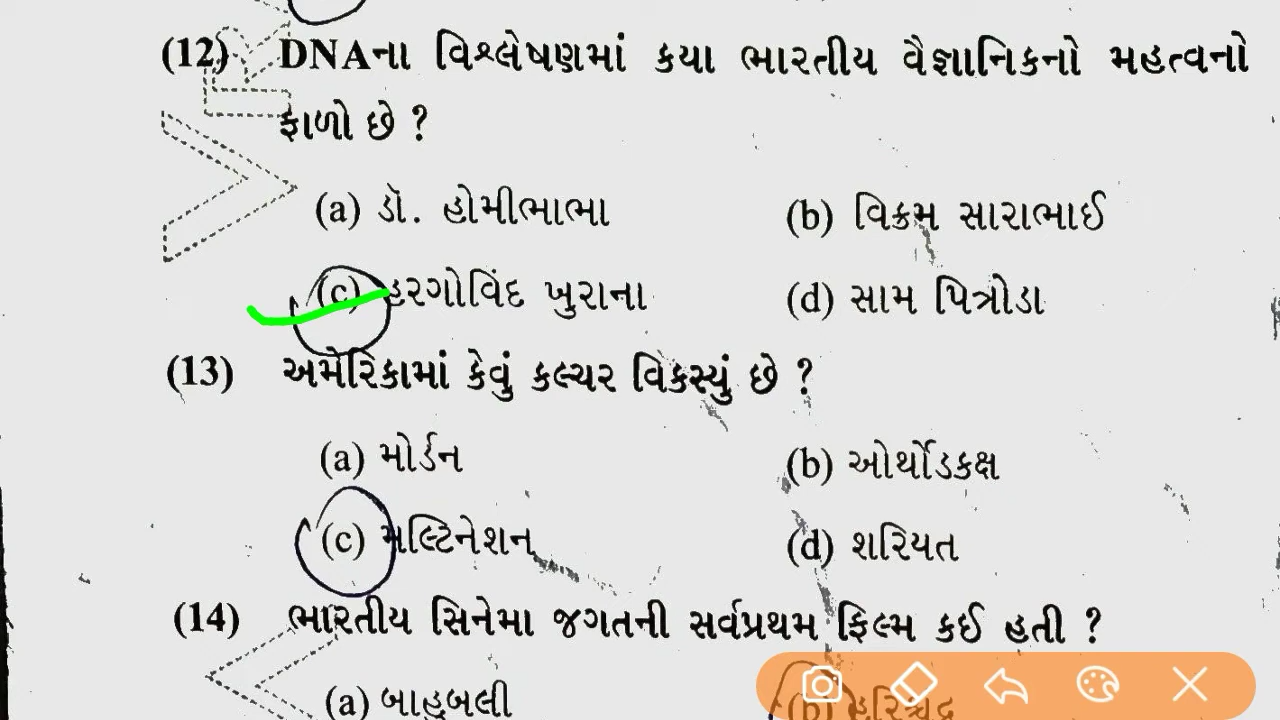 (12) DNAના વિશ્લેષણમાં કયા ભારતીય વૈજ્ઞાનિકનો મહત્વનો
ફાળો છે ?
(a) ડૉ. હોમીભાભા (b) વિક્રમ સારાભાઈ
(c) હરગોવિંદ ખુરાના (d) સામ પિત્રોડા
(13) અમેરિકામાં કેવું કલ્ચર વિકસ્યું છે ?
(a) મોર્ડન (b) ઓર્થોડકક્ષ
(c) મલ્ટિનેશન (d) શરિયત
(14) ભારતીય સિનેમા જગતની સર્વપ્રથમ ફિલ્મ કઈ હતી ?
(a) બાહુબલી (b) હરિશ્ચંદ્ર